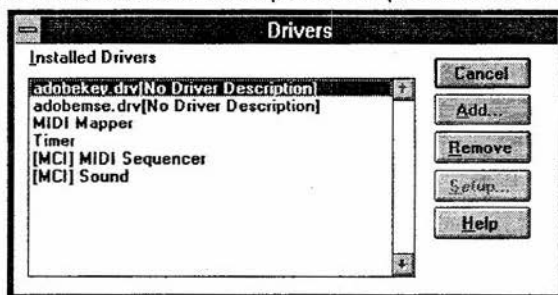 Drivers
Installed Drivers
adobekey.drv[No Driver Description]
adobemse.drv[No Driver Description]
MIDI Mapper
Timer
[MCI] MIDI Sequencer
[MCI] Sound
Cancel
Add...
Remove
Setup...
Help